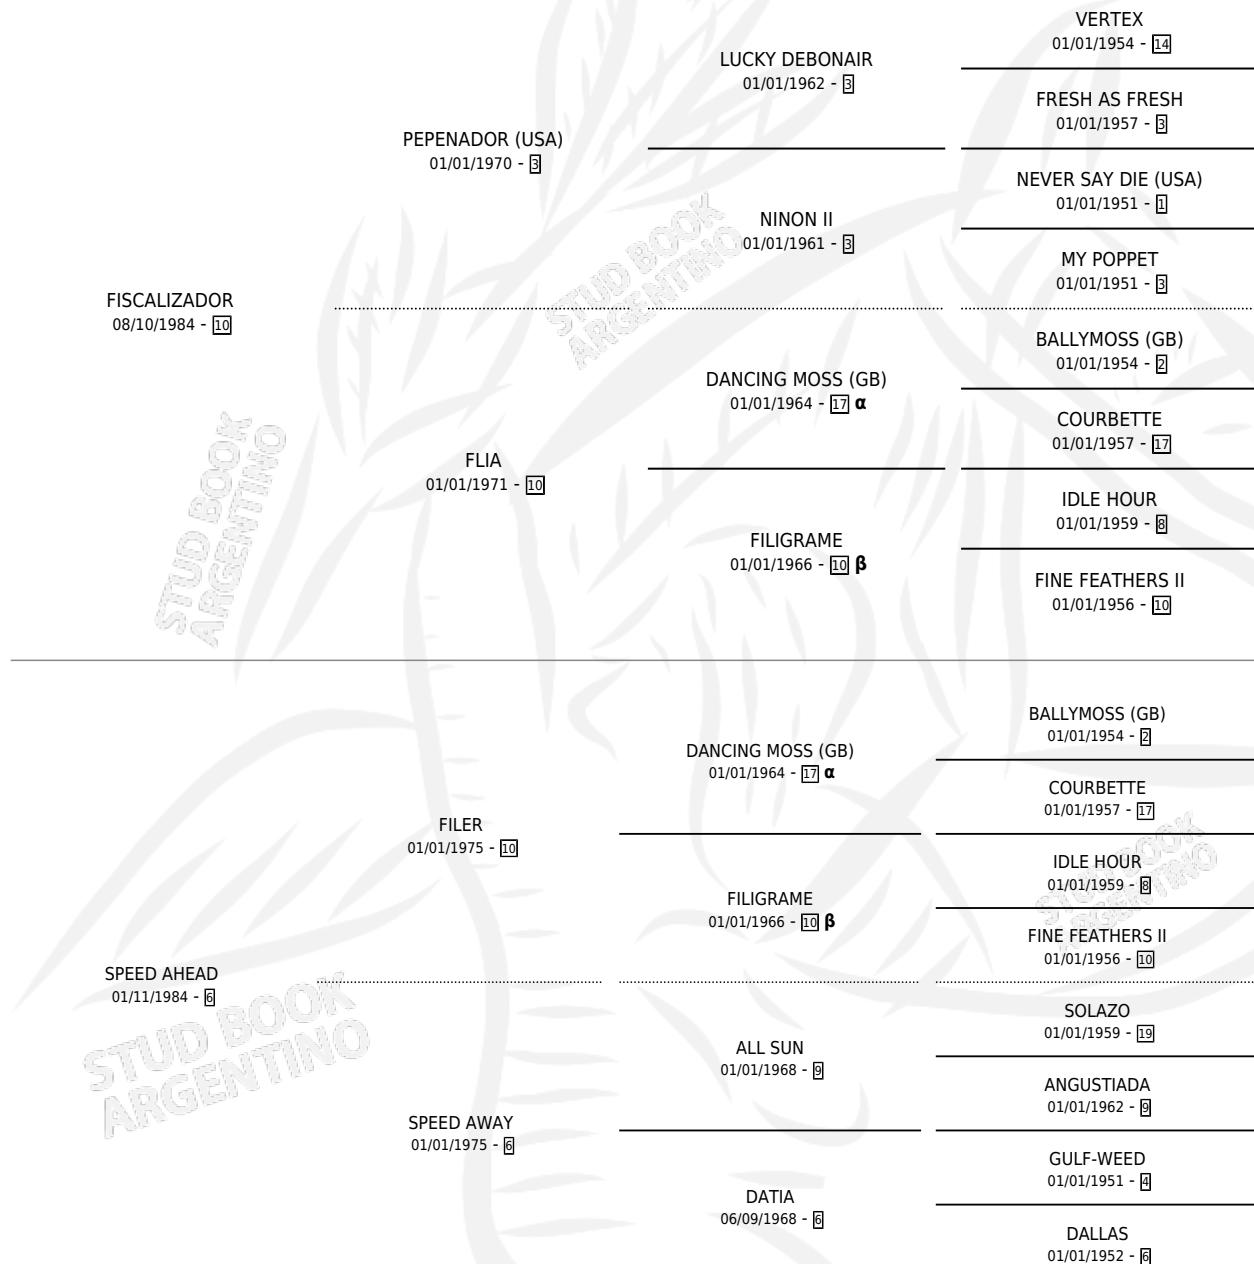 VERTEX
01/01/1954 - 14
LUCKY DEBONAIR
01/01/1962 - 3
FRESH AS FRESH
01/01/1957 - 3
PEPENADOR (USA)
01/01/1970 - 3
NEVER SAY DIE (USA)
01/01/1951 - 1
NINON II
01/01/1961 - 3
MY POPPET
01/01/1951 - 3
FISCALIZADOR
08/10/1984 - 10
BALLYMOSS (GB)
01/01/1954 - 2
DANCING MOSS (GB)
01/01/1964 - 17 α
COURBETTE
01/01/1957 - 17
FLIA
01/01/1971 - 10
IDLE HOUR
01/01/1959 - 8
FILIGRAME
01/01/1966 - 10 β
FINE FEATHERS II
01/01/1956 - 10
BALLYMOSS (GB)
01/01/1954 - 2
DANCING MOSS (GB)
01/01/1964 - 17 α
COURBETTE
01/01/1957 - 17
FILER
01/01/1975 - 10
IDLE HOUR
01/01/1959 - 8
FILIGRAME
01/01/1966 - 10 β
FINE FEATHERS II
01/01/1956 - 10
SPEED AHEAD
01/11/1984 - 6
SOLAZO
01/01/1959 - 19
ALL SUN
01/01/1968 - 9
ANGUSTIADA
01/01/1962 - 9
SPEED AWAY
01/01/1975 - 6
GULF-WEED
01/01/1951 - 4
DATIA
06/09/1968 - 6
DALLAS
01/01/1952 - 6
STUD BOOK
ARGENTINO
STUD BOOK
ARGENTINO
STUD BOOK
ARGENTINO
STUD BOOK
ARGENTINO